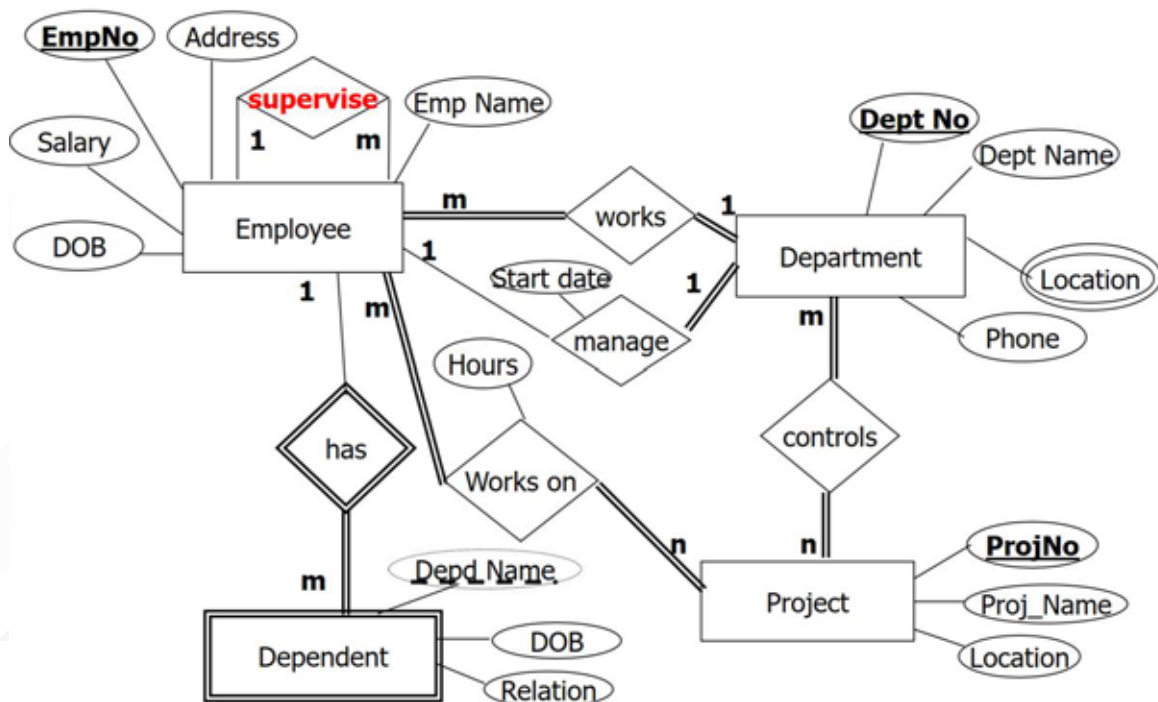 EmpNo
Address
supervise
Emp Name
1
m
Salary
DOB
Employee
m
works
1
Dept No
Dept Name
Department
Location
Phone
1
Start date
1
manage
1
m
m
Hours
has
Works on
controls
m
Depd Name
n
n
ProjNo
Project
Proj_Name
Location
Dependent
DOB
Relation